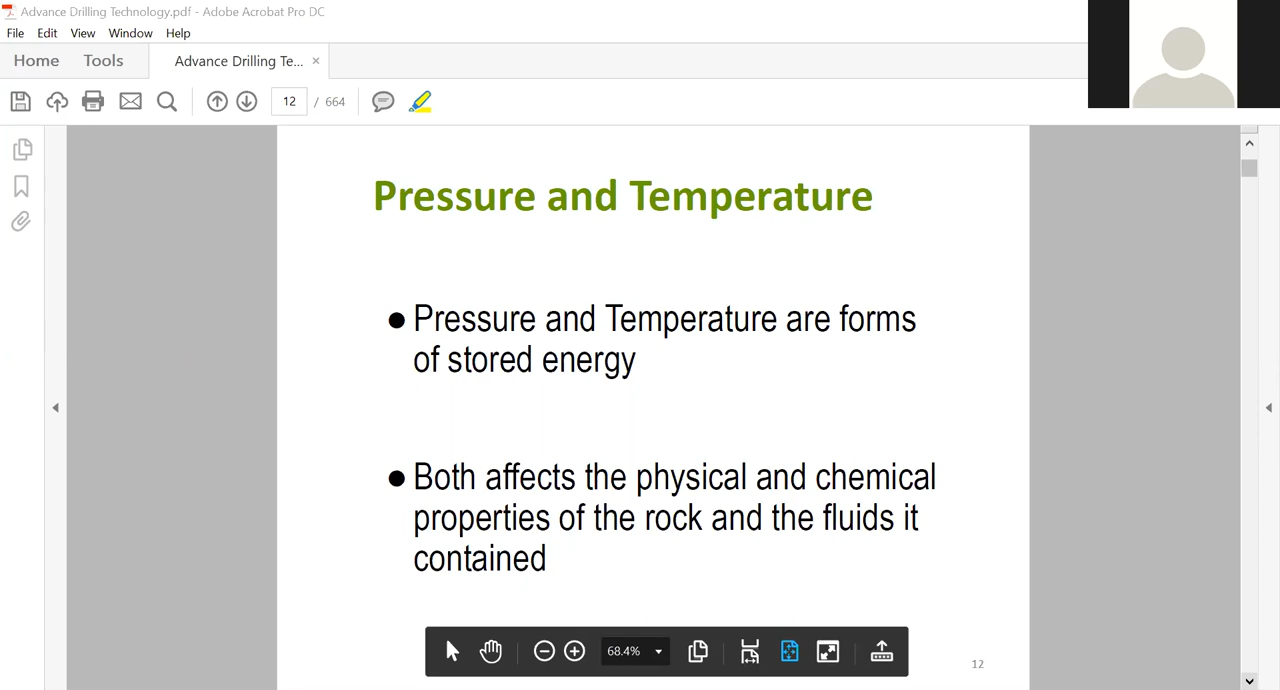 Advance Drilling Technology.pdf - Adobe Acrobat Pro DC
File Edit View Window Help
Home Tools Advance Drilling Te... ×
12 / 664
Pressure and Temperature
● Pressure and Temperature are forms
of stored energy
● Both affects the physical and chemical
properties of the rock and the fluids it
contained
68.4%
12